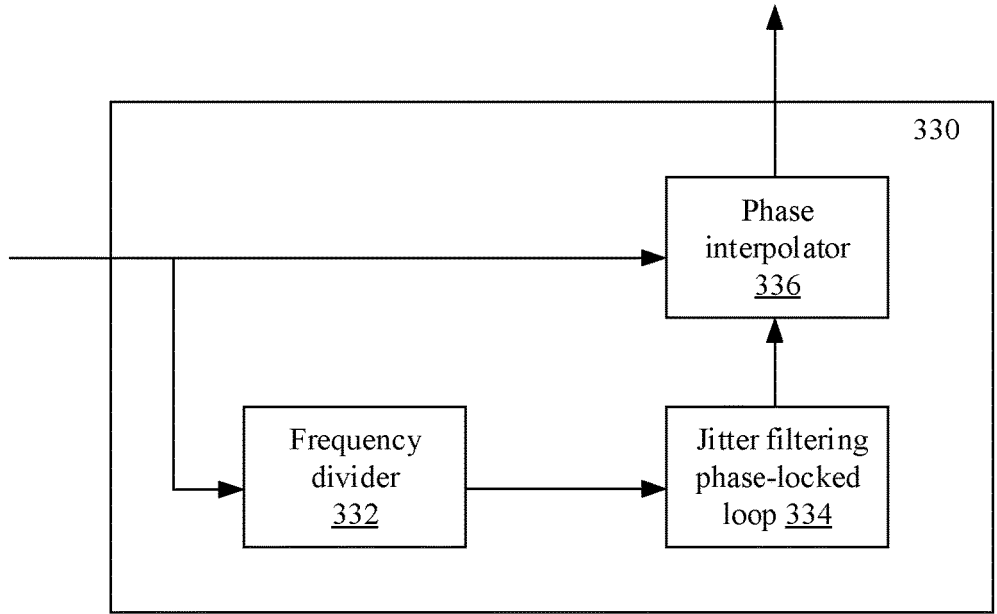 330
Phase
interpolator
336
Frequency
divider
332
Jitter filtering
phase-locked
loop 334